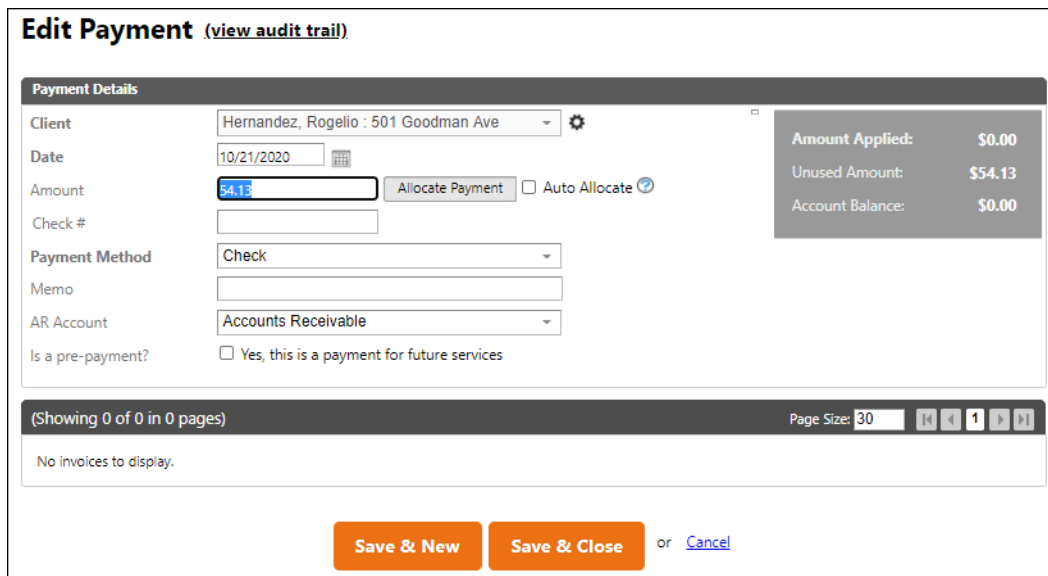 Edit Payment (view audit trail)
Payment Details
Client Hernandez, Rogelio : 501 Goodman Ave
Date 10/21/2020
Amount 54.13 Allocate Payment Auto Allocate ?
Check #
Payment Method Check
Memo
AR Account Accounts Receivable
Is a pre-payment? Yes, this is a payment for future services
Amount Applied: $0.00
Unused Amount: $54.13
Account Balance: $0.00
(Showing 0 of 0 in 0 pages) Page Size: 30 1
No invoices to display.
Save & New Save & Close or Cancel